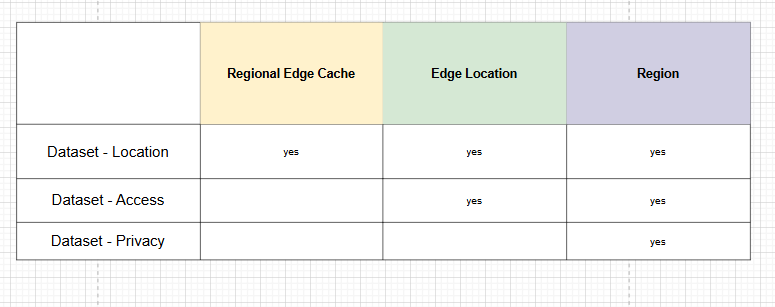 Regional Edge Cache Edge Location Region
Dataset - Location yes yes yes
Dataset - Access yes yes
Dataset - Privacy yes